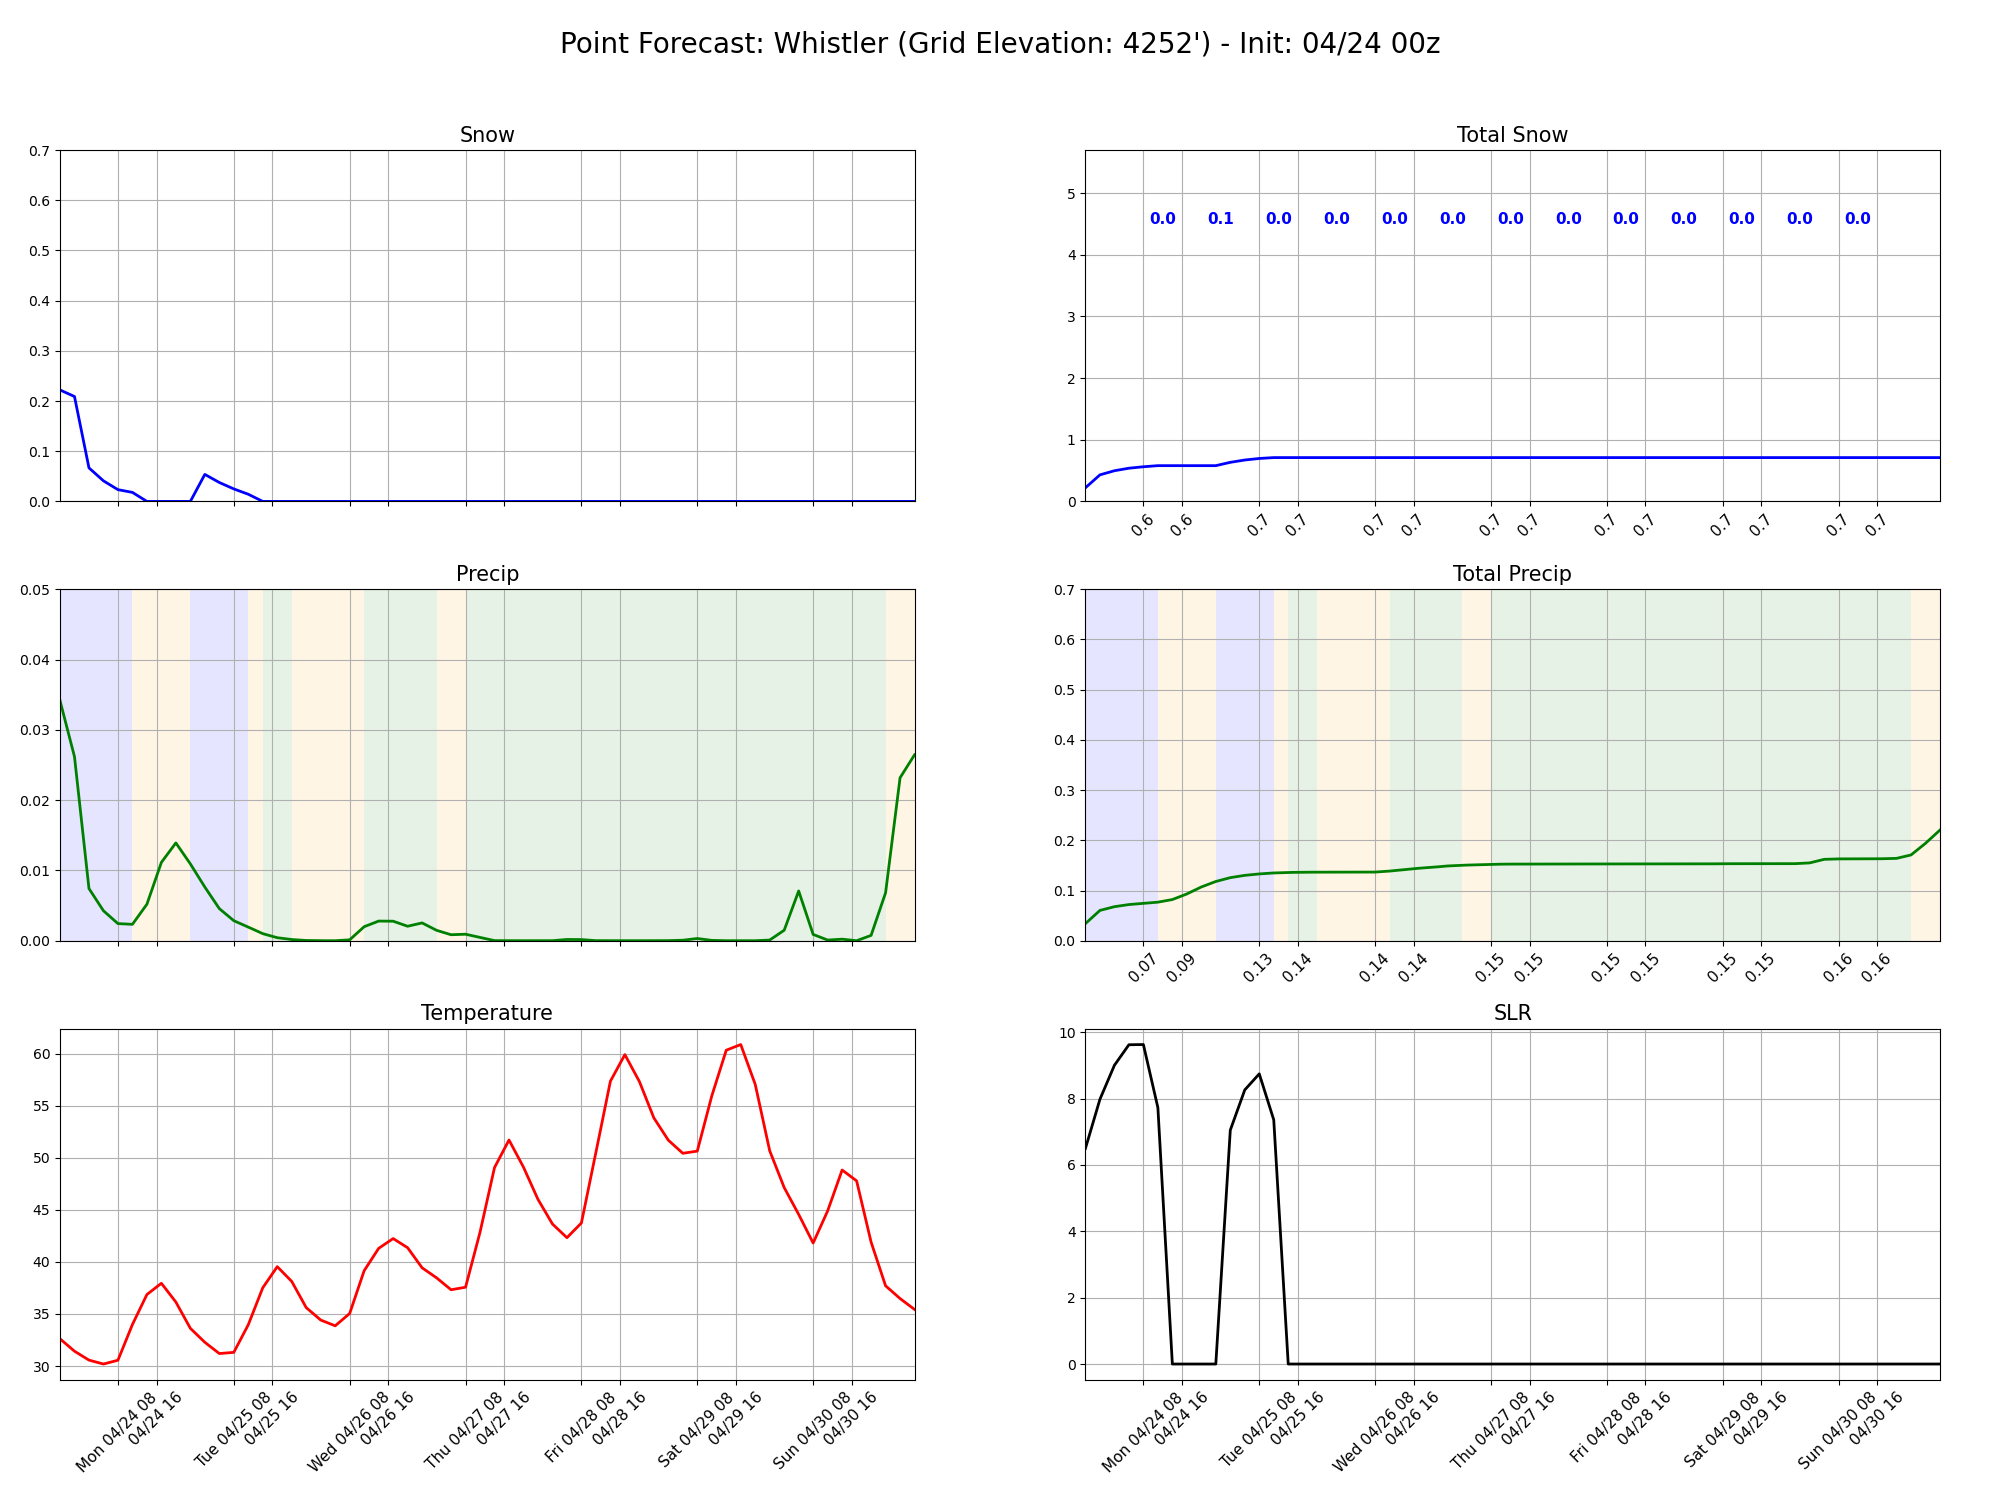 Point Forecast: Whistler (Grid Elevation: 4252') - Init: 04/24 00z
Snow
0.7
0.6
0.5
0.4
0.3
0.2
0.1
0.0
Total Snow
5
4
3
2
1
0
0.0 0.1 0.0 0.0 0.0 0.0 0.0 0.0 0.0 0.0 0.0 0.0 0.0
0.6 0.6 0.7 0.7 0.7 0.7 0.7 0.7 0.7 0.7 0.7 0.7 0.7 0.7
Precip
0.05
0.04
0.03
0.02
0.01
0.00
Total Precip
0.7
0.6
0.5
0.4
0.3
0.2
0.1
0.0
0.07 0.09 0.13 0.14 0.14 0.14 0.15 0.15 0.15 0.15 0.15 0.15 0.16 0.16
Temperature
60
55
50
45
40
35
30
Mon 04/24 08
04/24 16
Tue 04/25 08
04/25 16
Wed 04/26 08
04/26 16
Thu 04/27 08
04/27 16
Fri 04/28 08
04/28 16
Sat 04/29 08
04/29 16
Sun 04/30 08
04/30 16
SLR
10
8
6
4
2
0
Mon 04/24 08
04/24 16
Tue 04/25 08
04/25 16
Wed 04/26 08
04/26 16
Thu 04/27 08
04/27 16
Fri 04/28 08
04/28 16
Sat 04/29 08
04/29 16
Sun 04/30 08
04/30 16